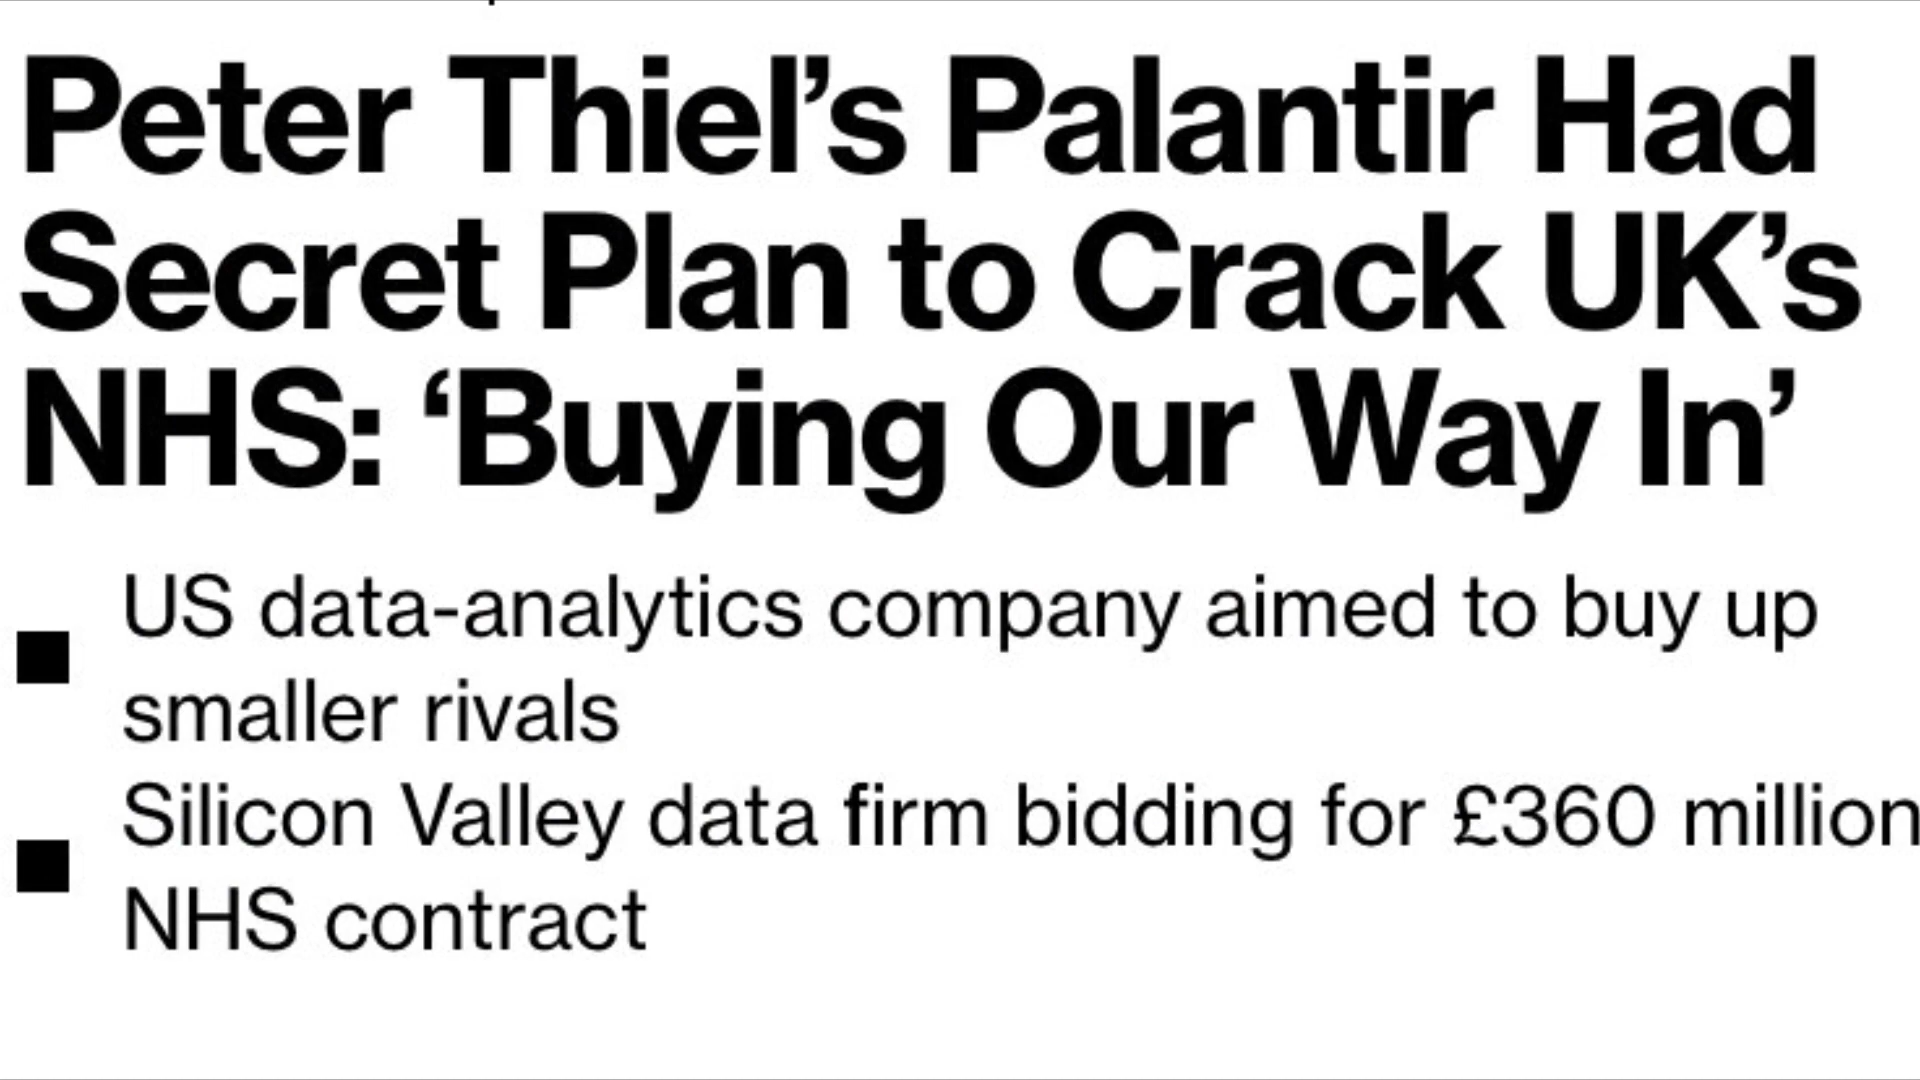 Peter Thiel’s Palantir Had
Secret Plan to Crack UK’s
NHS: ‘Buying Our Way In’
US data-analytics company aimed to buy up
smaller rivals
Silicon Valley data firm bidding for £360 million
NHS contract